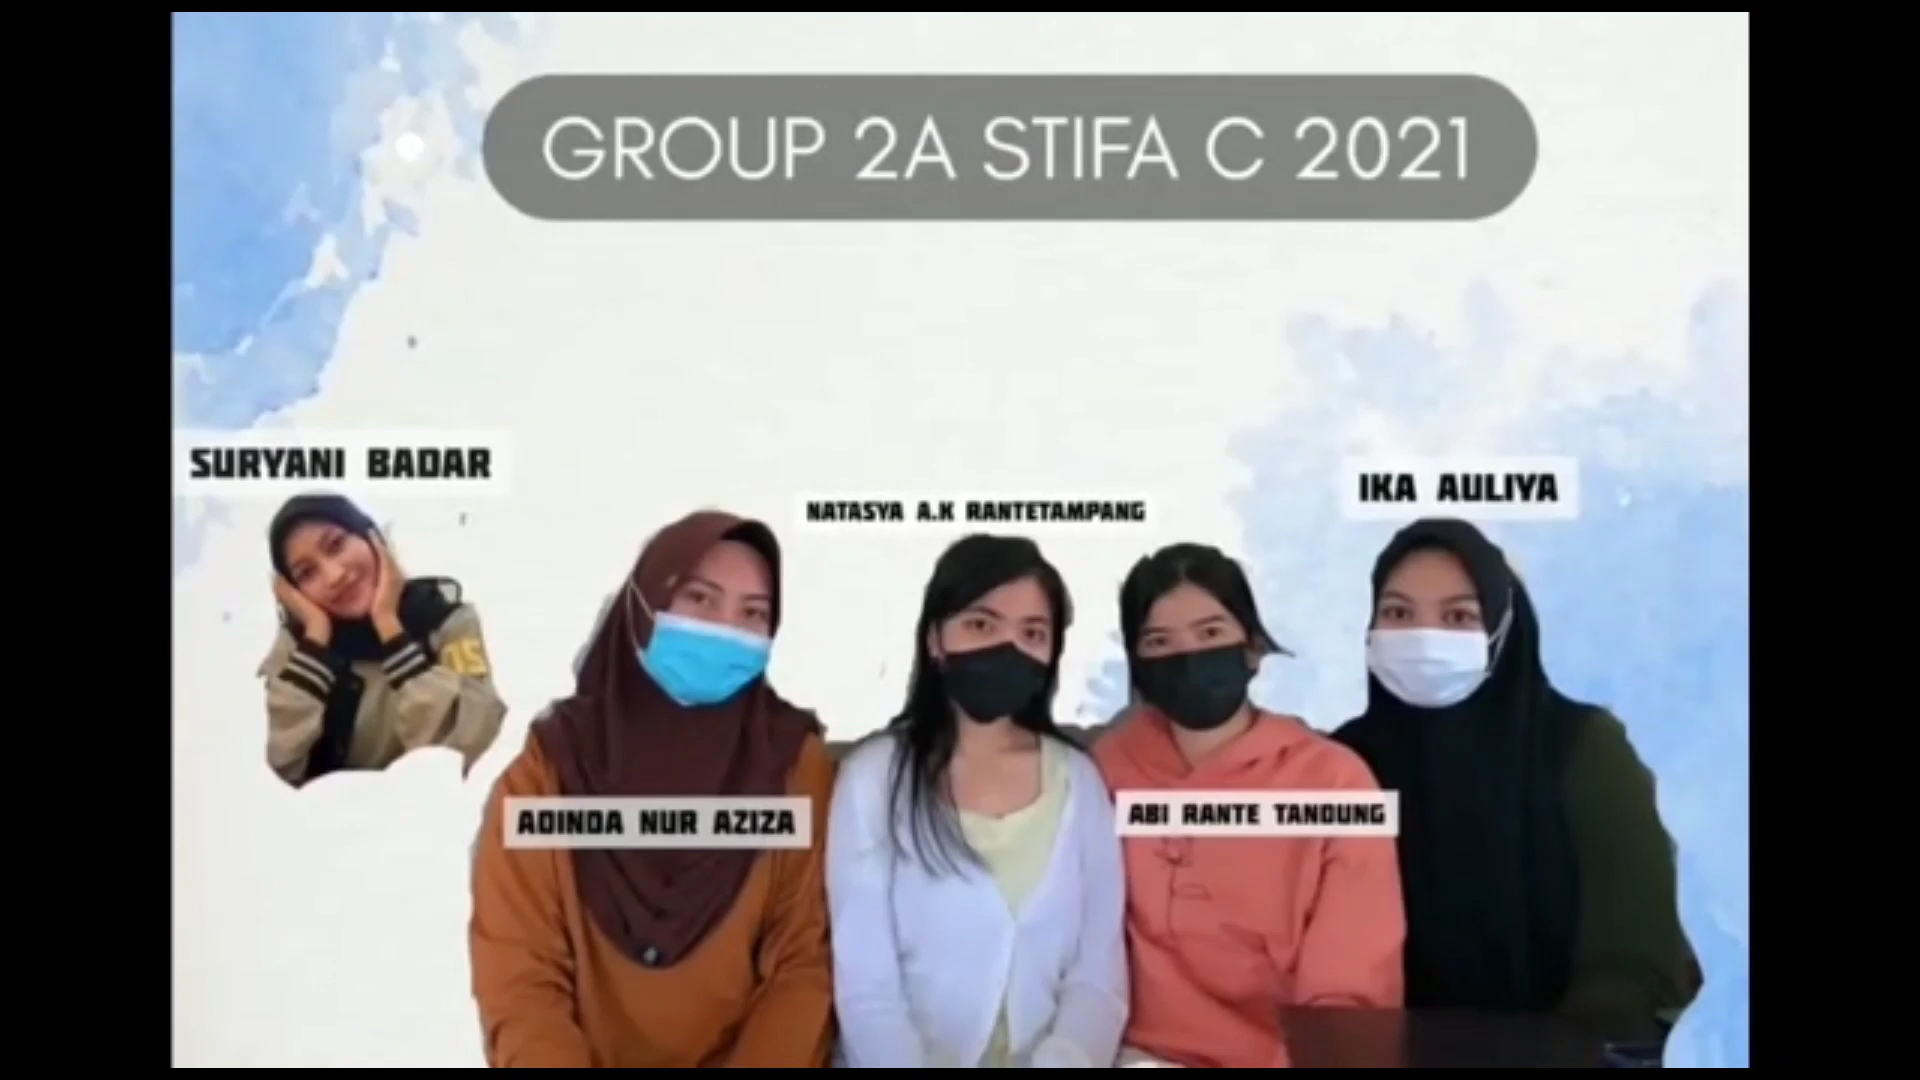 GROUP 2A STIFA C 2021
SURYANI BADAR
NATASYA A.K RANTETAMPANG
IKA AULIYA
ADINDA NUR AZIZA
ABI RANTE TANDUNG